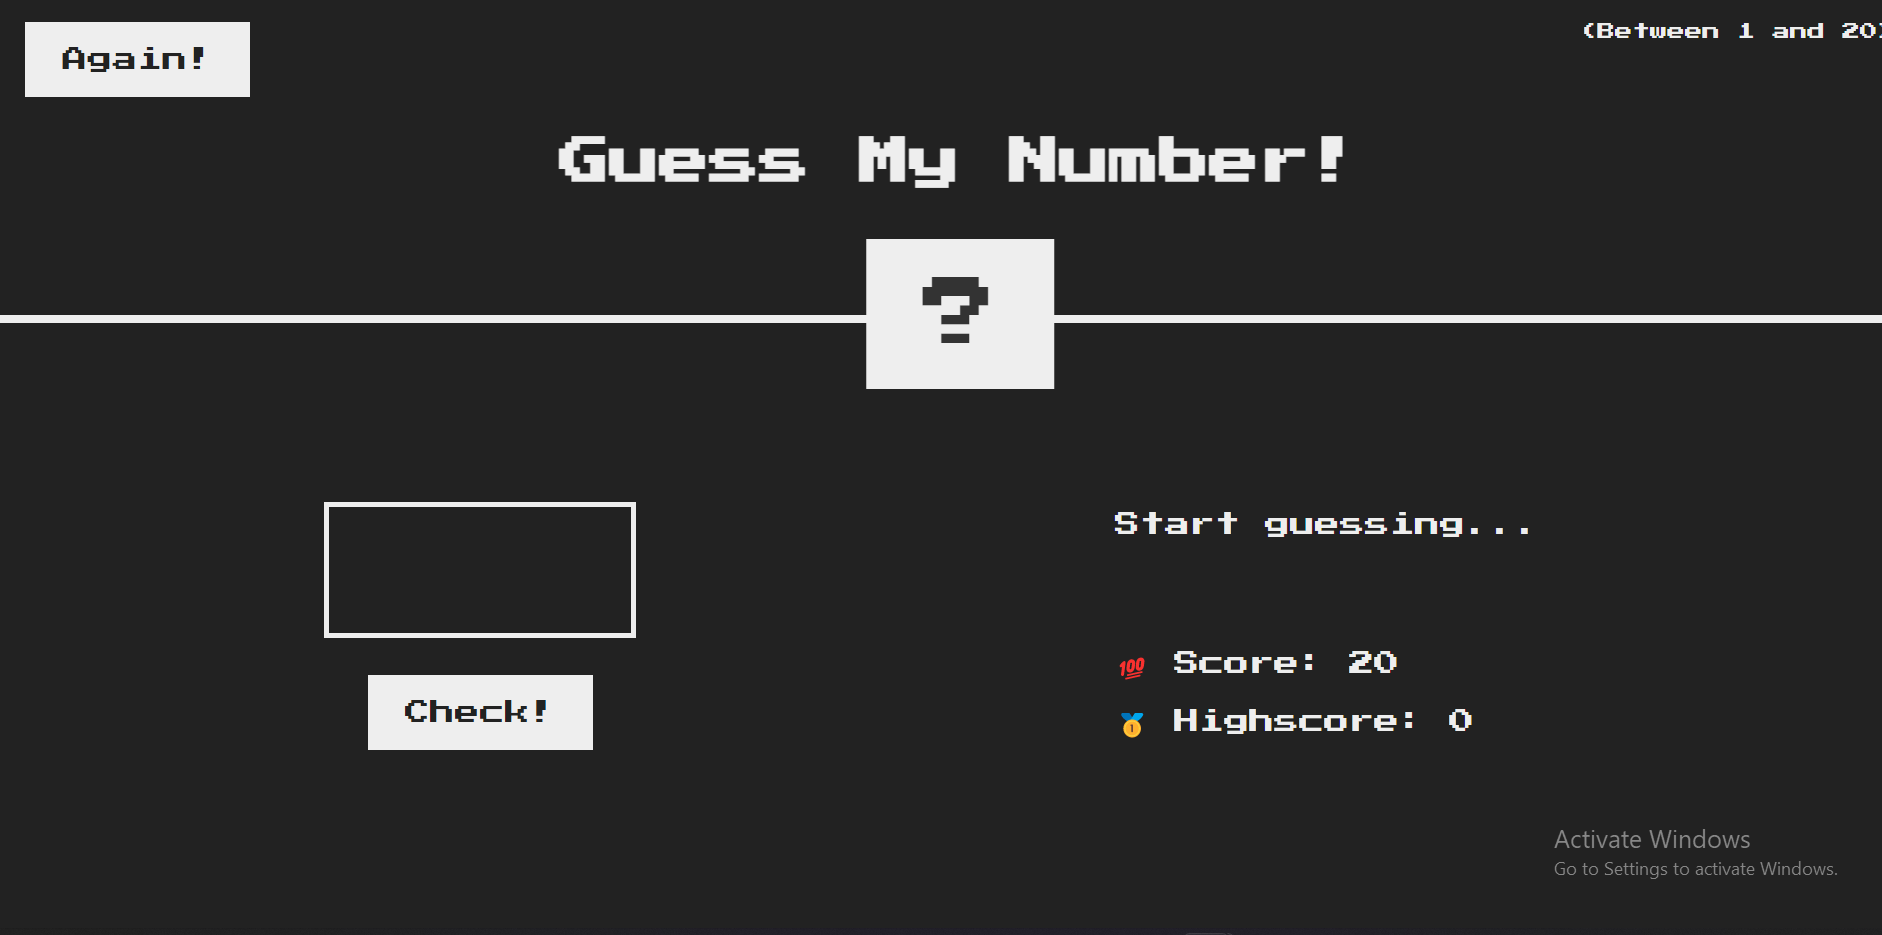 Again!
(Between 1 and 20)
Guess My Number!
?
Start guessing...
Check!
💯 Score: 20
🥇 Highscore: 0
Activate Windows
Go to Settings to activate Windows.